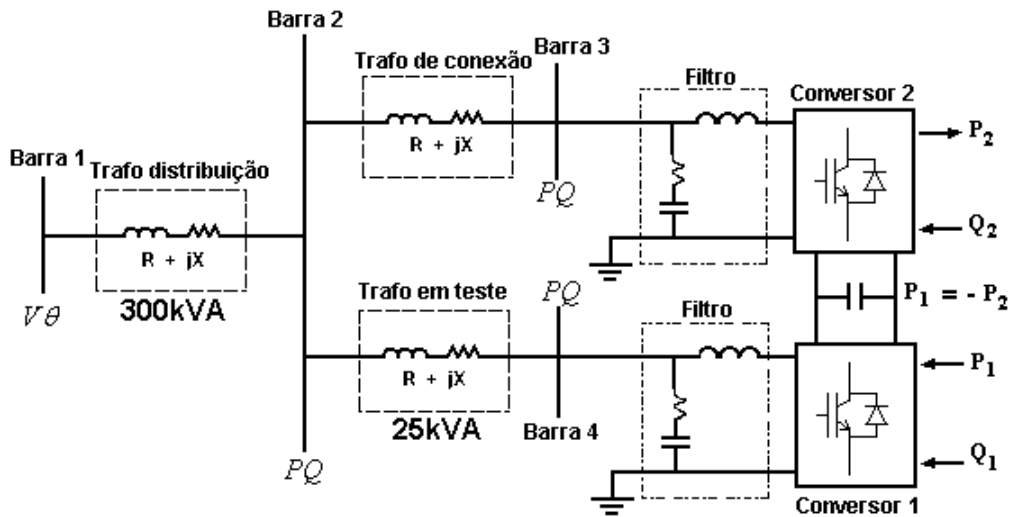 Barra 2
Barra 3
Trafo de conexão
Filtro
Conversor 2
R + jX
P2
Barra 1
Trafo distribuição
PQ
Q2
R + jX
300kVA
Vθ
Trafo em teste
PQ
Filtro
P1 = - P2
R + jX
P1
25kVA
Barra 4
PQ
Q1
Conversor 1